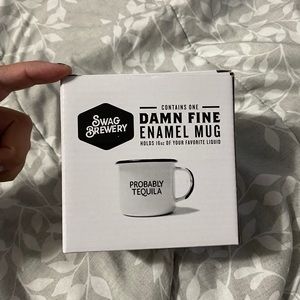 SWAG
BREWERY
CONTAINS ONE
DAMN FINE
ENAMEL MUG
HOLDS 16oz OF YOUR FAVORITE LIQUID
PROBABLY
TEQUILA